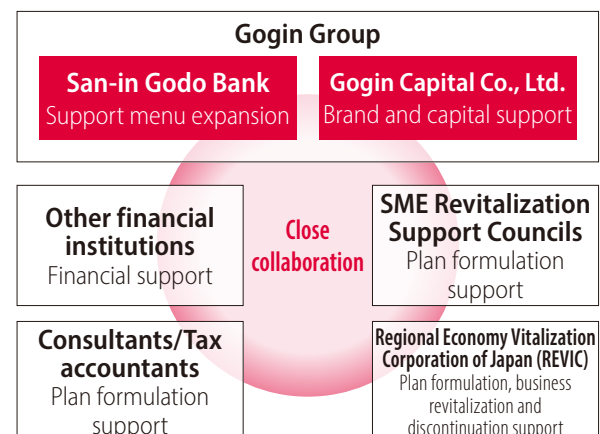 Gogin Group
San-in Godo Bank
Support menu expansion
Gogin Capital Co., Ltd.
Brand and capital support
Other financial
institutions
Financial support
Close
collaboration
SME Revitalization
Support Councils
Plan formulation
support
Consultants/Tax
accountants
Plan formulation
support
Regional Economy Vitalization
Corporation of Japan (REVIC)
Plan formulation, business
revitalization and
discontinuation support